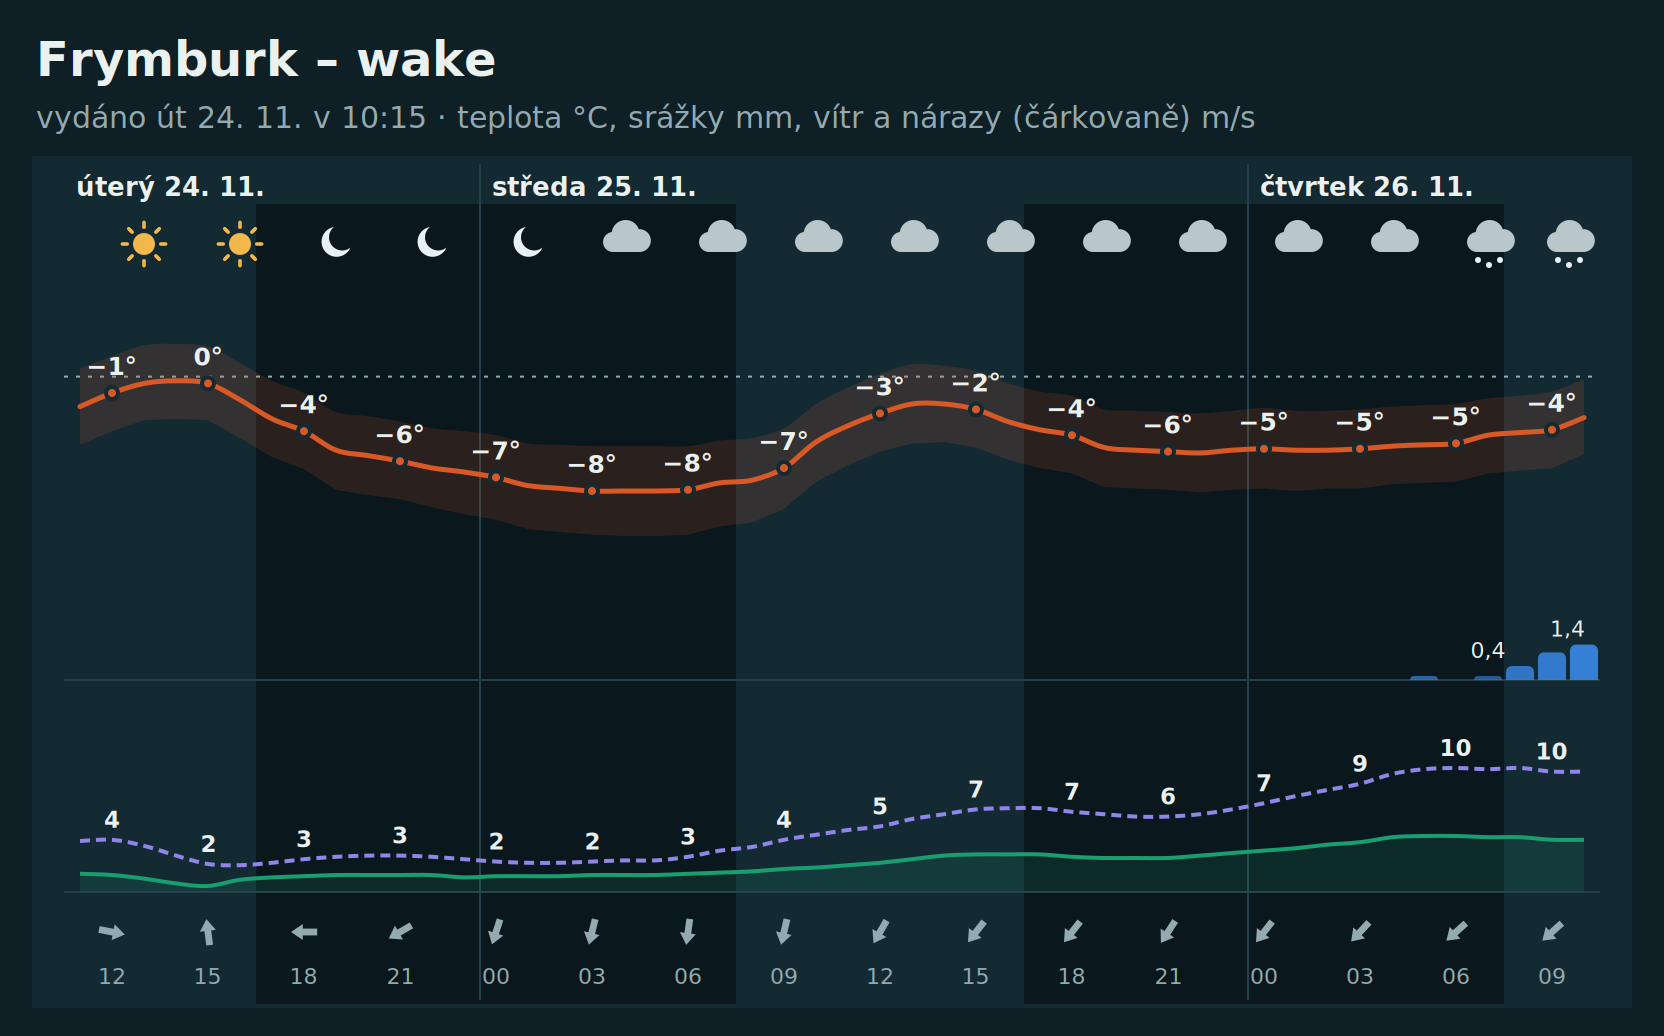 Frymburk – wake
vydáno út 24. 11. v 10:15 · teplota °C, srážky mm, vítr a nárazy (čárkovaně) m/s
úterý 24. 11. středa 25. 11. čtvrtek 26. 11.
−1° 0° −4° −6° −7° −8° −8° −7° −3° −2° −4° −6° −5° −5° −5° −4°
0,4 1,4
4 2 3 3 2 2 3 4 5 7 7 6 7 9 10 10
12 15 18 21 00 03 06 09 12 15 18 21 00 03 06 09